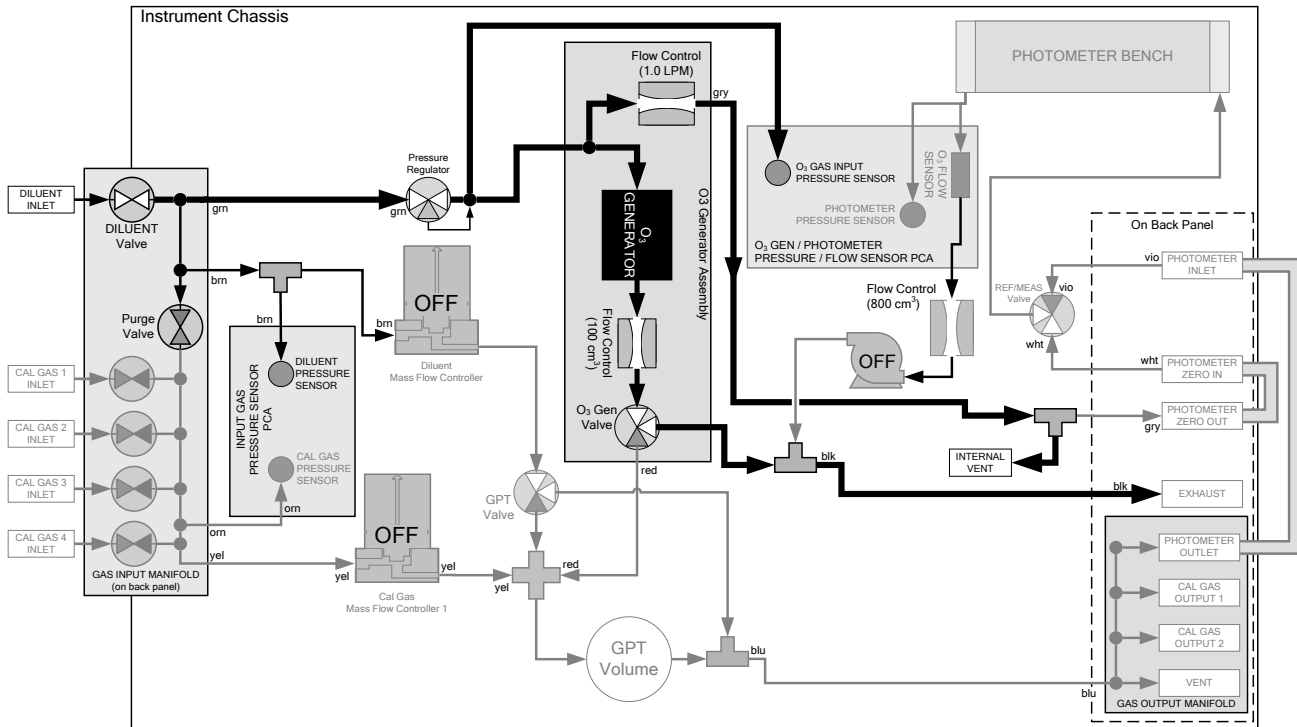 Instrument Chassis
Flow Control
(1.0 LPM)
gry
PHOTOMETER BENCH
Pressure
Regulator
O₃ GAS INPUT
PRESSURE SENSOR
O₃ FLOW
SENSOR
PHOTOMETER
PRESSURE SENSOR
O₃ GEN / PHOTOMETER
PRESSURE / FLOW SENSOR PCA
DILUENT
INLET
DILUENT
Valve
grn
grn
O₃
GENERATOR
O3 Generator Assembly
On Back Panel
brn
OFF
brn
Purge
Valve
brn
DILUENT
PRESSURE
SENSOR
Diluent
Mass Flow Controller
Flow Control
(100 cm³)
Flow Control
(800 cm³)
OFF
vio
vio
PHOTOMETER
INLET
REF/MEAS
Valve
wht
wht
PHOTOMETER
ZERO IN
CAL GAS 1
INLET
CAL GAS 2
INLET
CAL GAS 3
INLET
CAL GAS 4
INLET
INPUT GAS
PRESSURE SENSOR
PCA
CAL GAS
PRESSURE
SENSOR
orn
orn
yel
GAS INPUT MANIFOLD
(on back panel)
O₃ Gen
Valve
red
blk
blk
PHOTOMETER
ZERO OUT
gry
INTERNAL
VENT
EXHAUST
OFF
yel
yel
yel
Cal Gas
Mass Flow Controller 1
GPT
Valve
red
GPT
Volume
blu
blu
PHOTOMETER
OUTLET
CAL GAS
OUTPUT 1
CAL GAS
OUTPUT 2
VENT
GAS OUTPUT MANIFOLD